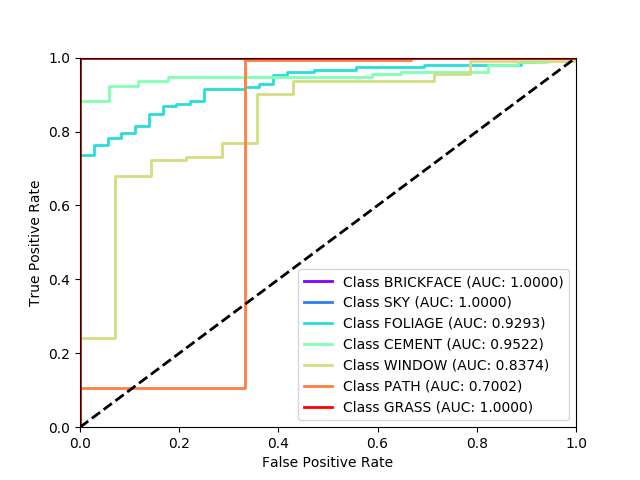 1.0
0.8
0.6
0.4
0.2
0.0
True Positive Rate
Class BRICKFACE (AUC: 1.0000)
Class SKY (AUC: 1.0000)
Class FOLIAGE (AUC: 0.9293)
Class CEMENT (AUC: 0.9522)
Class WINDOW (AUC: 0.8374)
Class PATH (AUC: 0.7002)
Class GRASS (AUC: 1.0000)
0.0 0.2 0.4 0.6 0.8 1.0
False Positive Rate